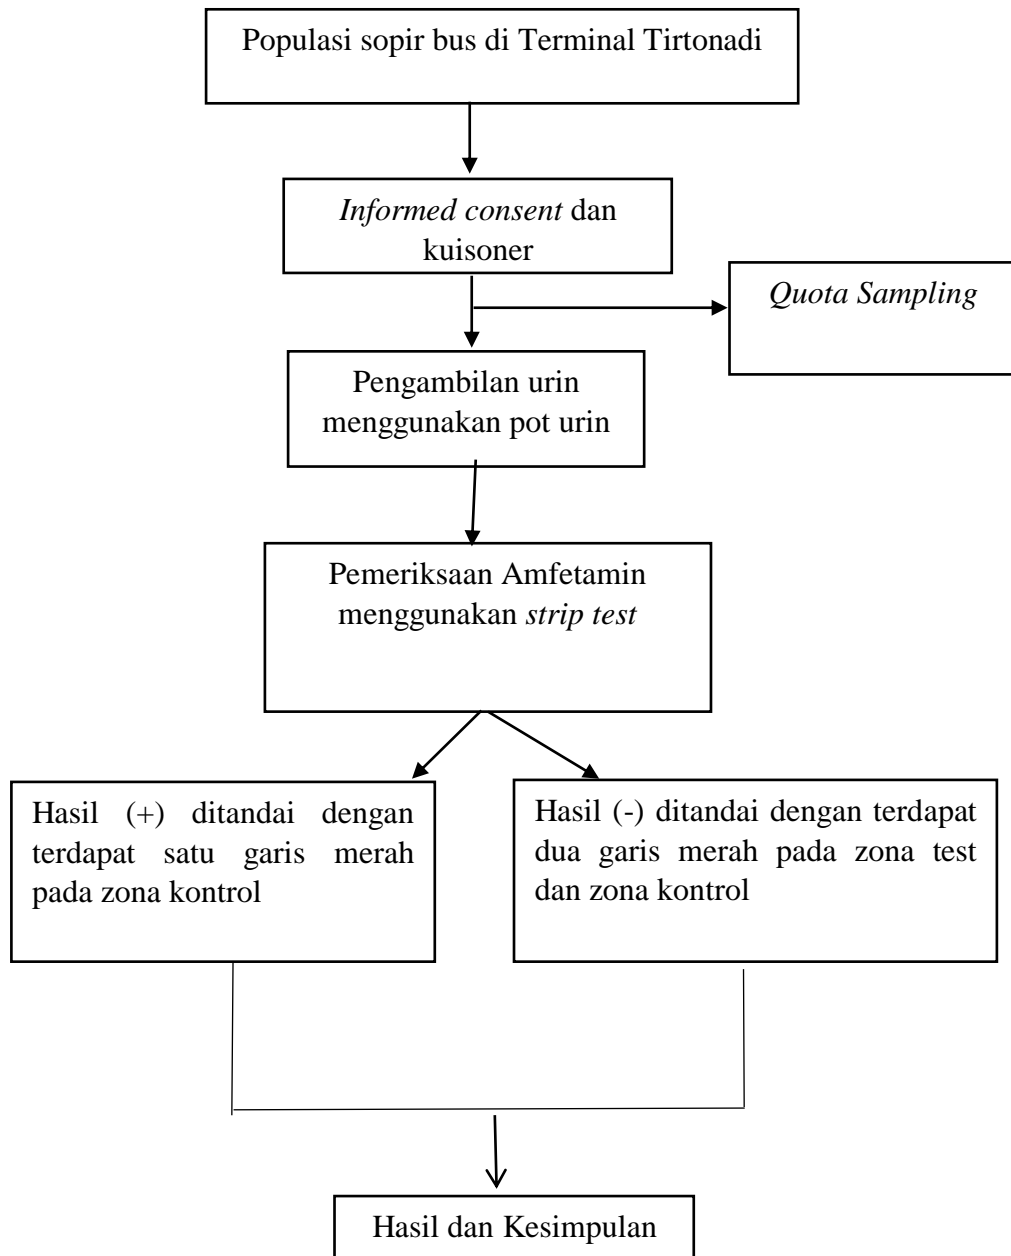 Populasi sopir bus di Terminal Tirtonadi
Informed consent dan
kuisoner
Quota Sampling
Pengambilan urin
menggunakan pot urin
Pemeriksaan Amfetamin
menggunakan strip test
Hasil (+) ditandai dengan
terdapat satu garis merah
pada zona kontrol
Hasil (-) ditandai dengan terdapat
dua garis merah pada zona test
dan zona kontrol
Hasil dan Kesimpulan